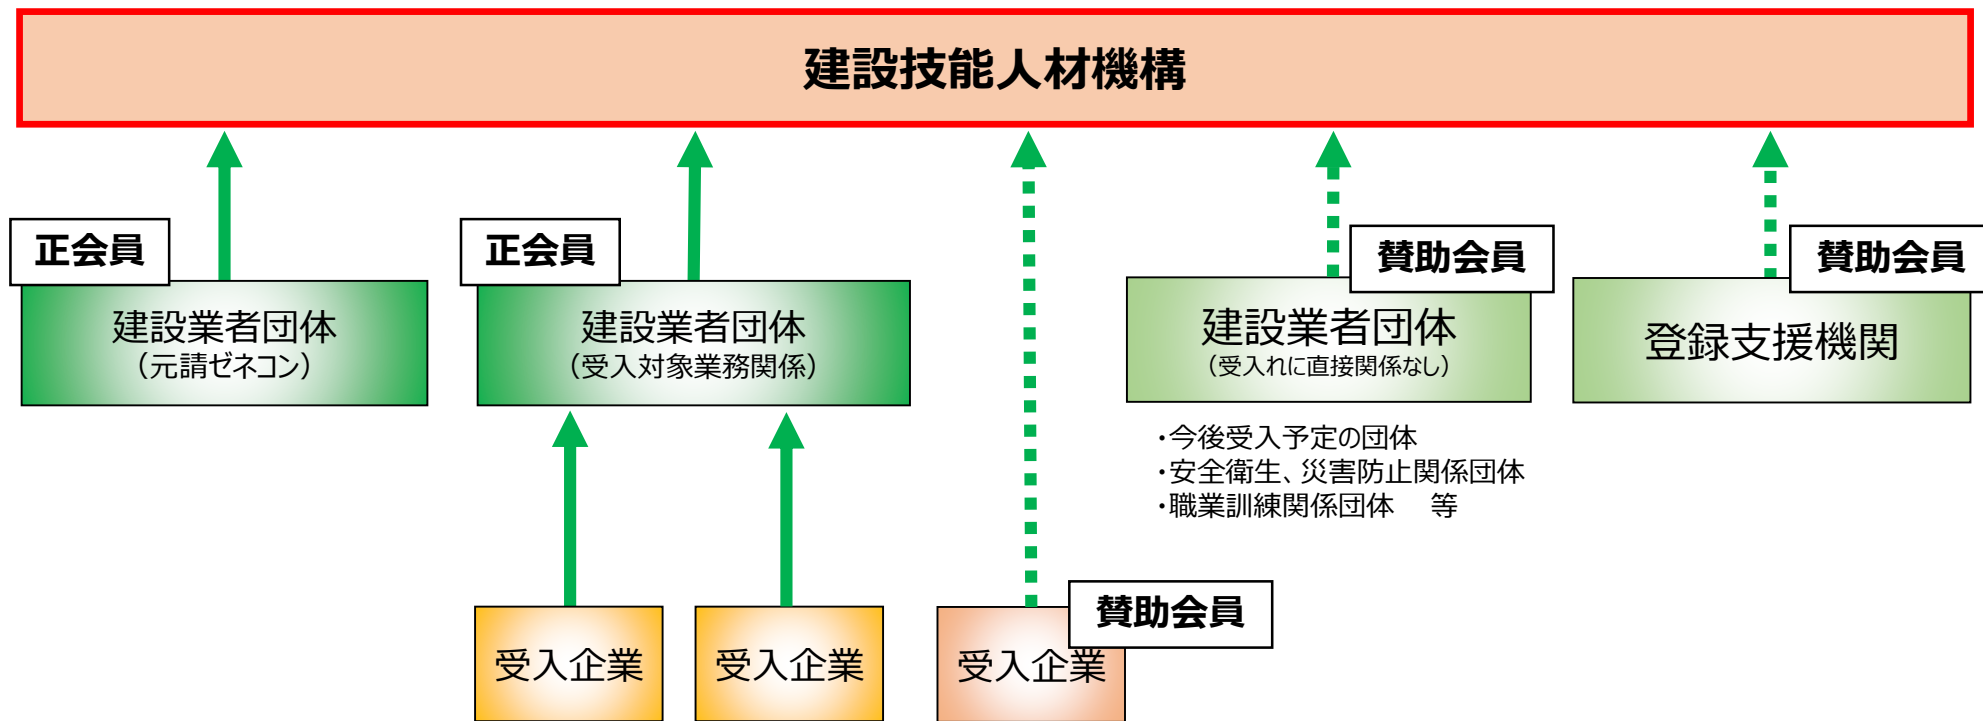 建設技能人材機構
正会員
建設業者団体
（元請ゼネコン）
正会員
建設業者団体
（受入対象業務関係）
受入企業
受入企業
賛助会員
受入企業
賛助会員
建設業者団体
（受入れに直接関係なし）
・今後受入予定の団体
・安全衛生、災害防止関係団体
・職業訓練関係団体　等
賛助会員
登録支援機関